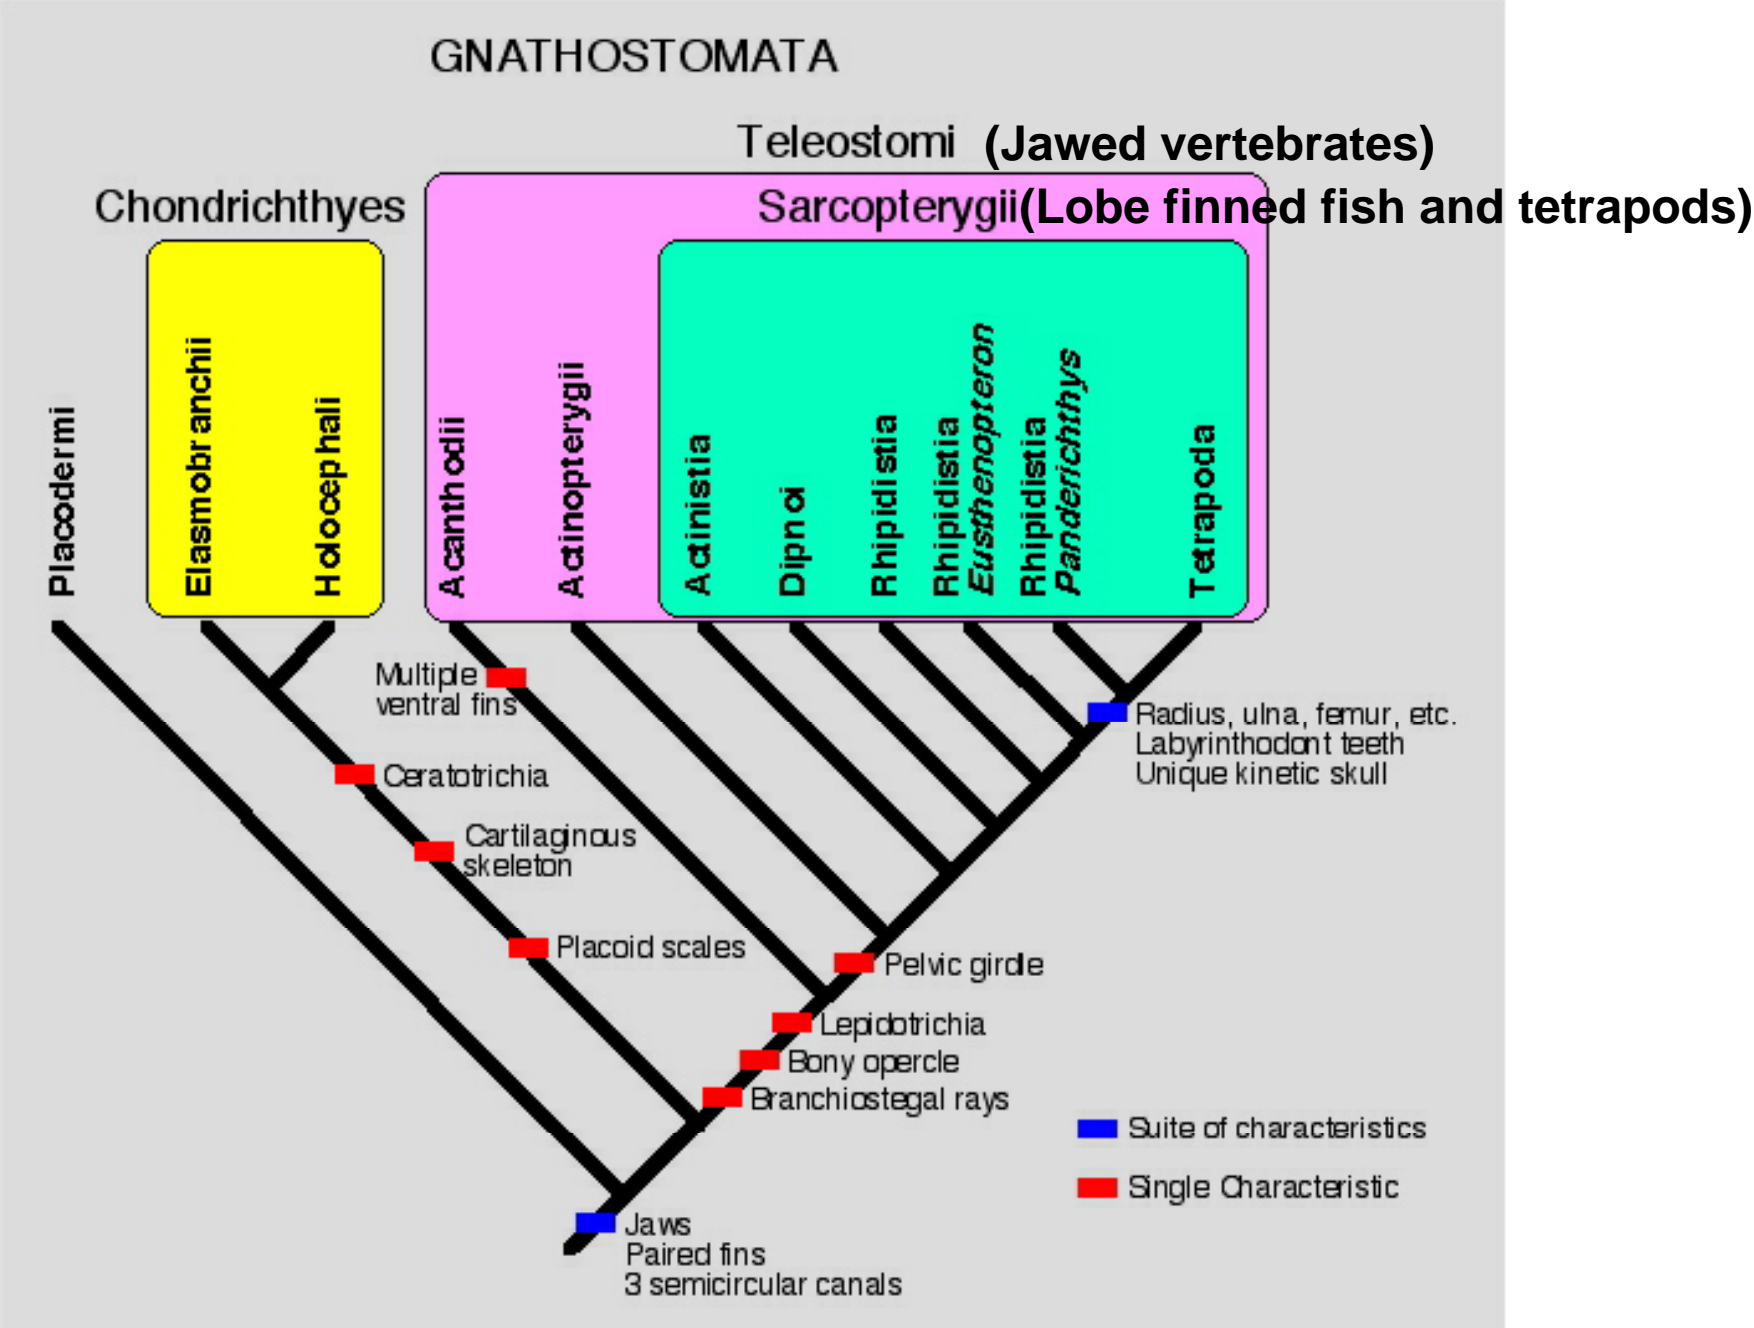 GNATHOSTOMATA
Teleostomi (Jawed vertebrates)
Chondrichthyes
Sarcopterygii(Lobe finned fish and tetrapods)
Placodermi
Elasmobranchii
Holocephali
Acanthodii
Actinopterygii
Actinistia
Dipnoi
Rhipidistia
Rhipidistia
Eusthenopteron
Rhipidistia
Panderichthys
Tetrapoda
Multiple
ventral fins
Radius, ulna, femur, etc.
Labyrinthodont teeth
Unique kinetic skull
Ceratotrichia
Cartilaginous
skeleton
Placoid scales
Pelvic girdle
Lepidotrichia
Bony opercle
Branchiostegal rays
Suite of characteristics
Single Characteristic
Jaws
Paired fins
3 semicircular canals